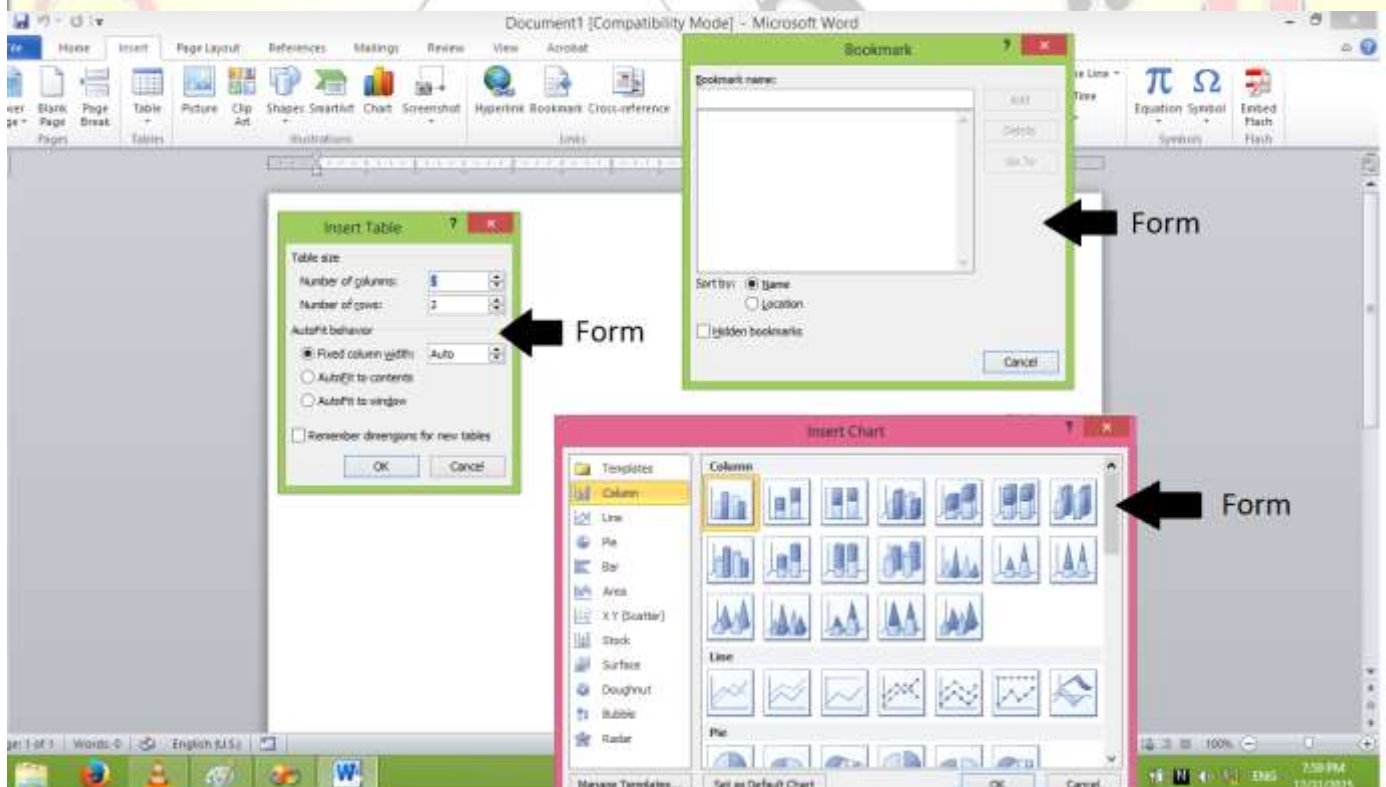 Document1 [Compatibility Mode] - Microsoft Word
Home Insert Page Layout References Mailings Review View Acrobat
Blank Page
Page Break
Table
Picture
Clip Art
Shapes SmartArt Chart Screenshot
Hyperlink Bookmark Cross-reference
Equation Symbol
Embed Flash
Pages
Tables
Illustrations
Links
Symbols
Flash
Bookmark
Bookmark name:
Add
Delete
Go To
Sort by: Name
Location
Hidden bookmarks
Cancel
Form
Insert Table
Table size
Number of columns: 5
Number of rows: 2
AutoFit behavior
Fixed column width: Auto
AutoFit to contents
AutoFit to window
Remember dimensions for new tables
OK Cancel
Form
Insert Chart
Templates
Column
Line
Pie
Bar
Area
X Y (Scatter)
Stock
Surface
Doughnut
Bubble
Radar
Column
Line
Pie
Manage Templates... Set as Default Chart OK Cancel
Form
Words: 0 English (U.S.)
100%
ENG
7:59 PM